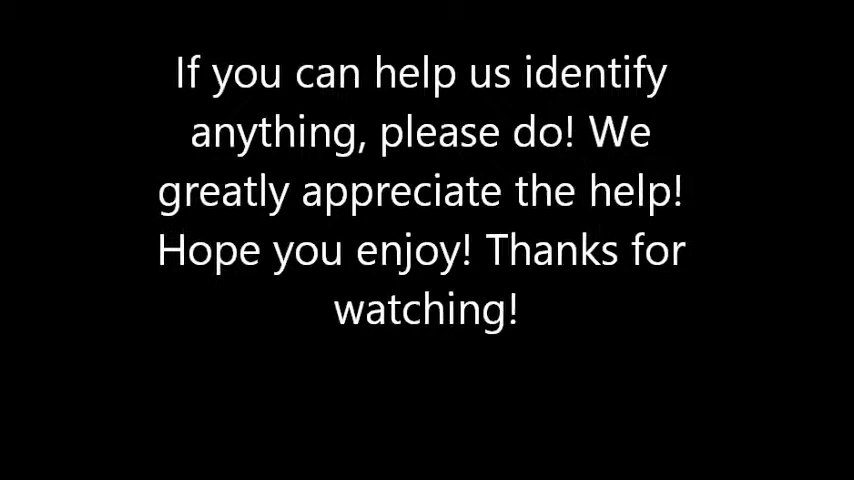 If you can help us identify
anything, please do! We
greatly appreciate the help!
Hope you enjoy! Thanks for
watching!